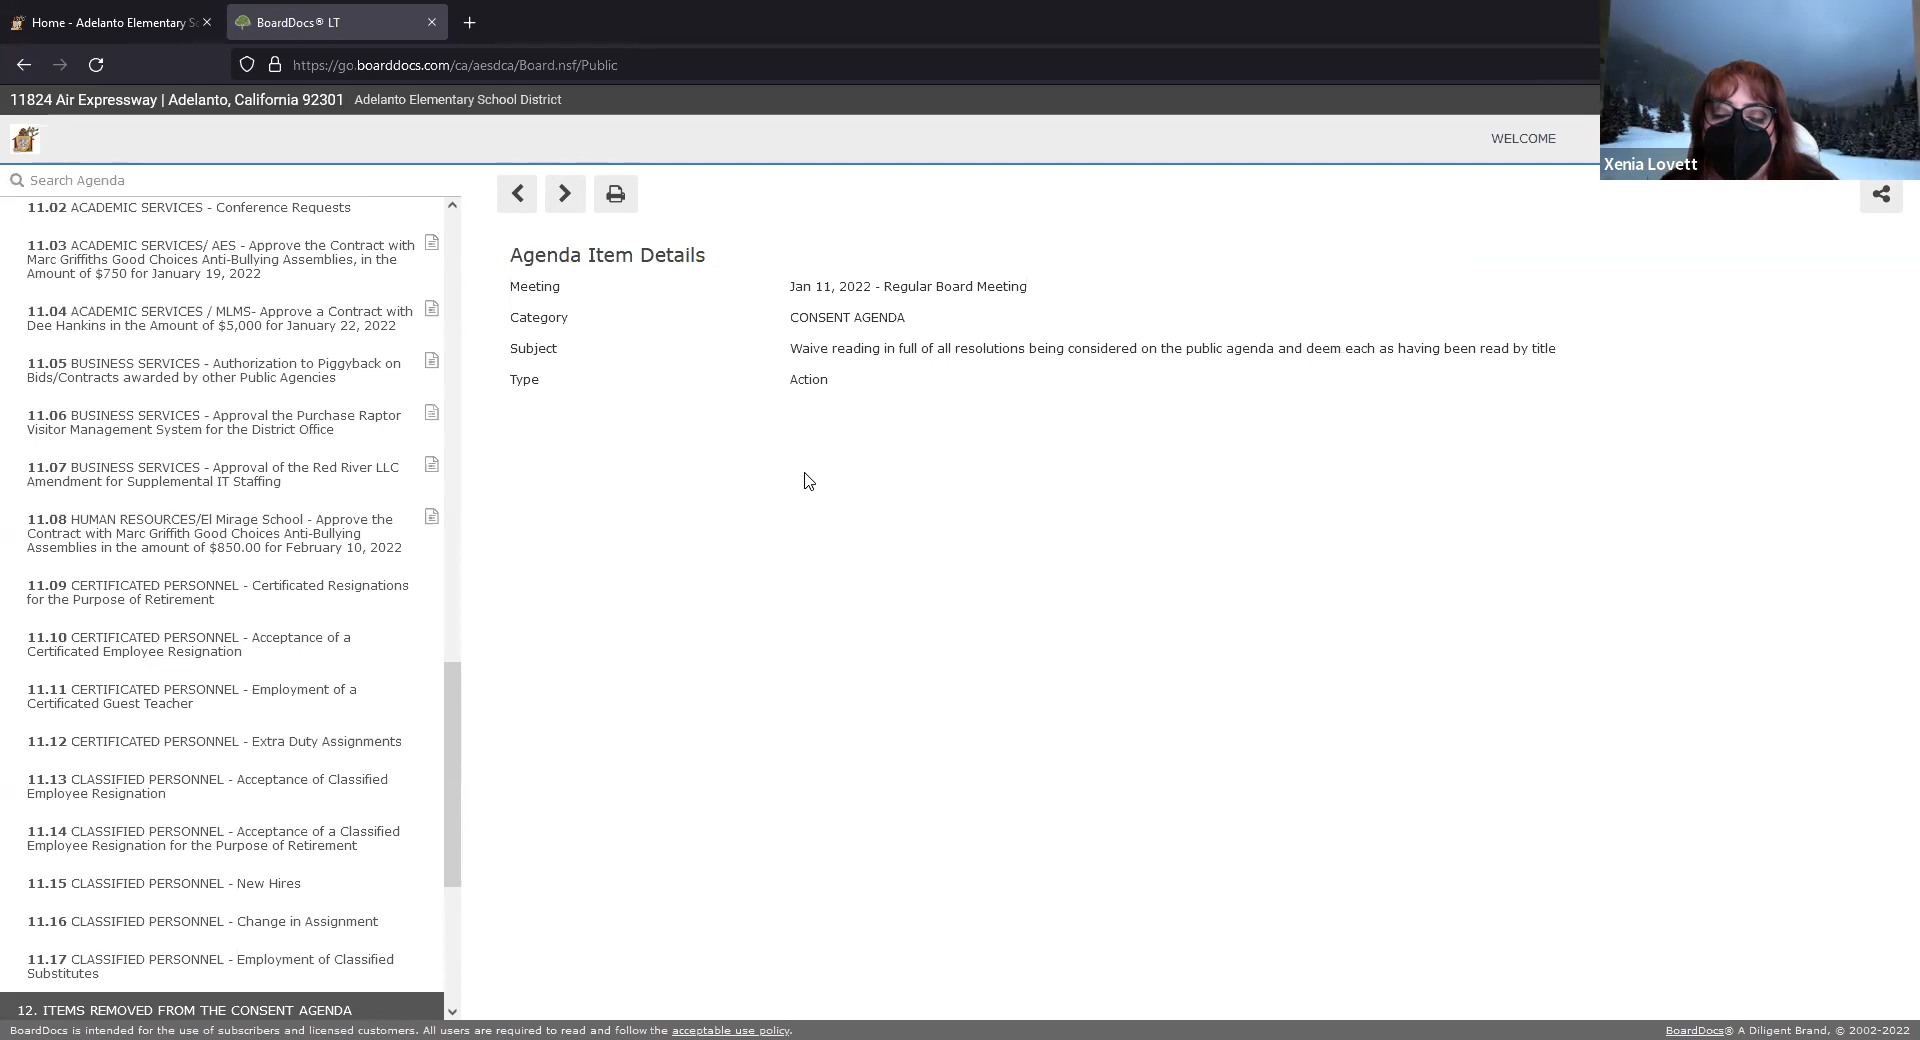 Home - Adelanto Elementary S
BoardDocs® LT
https://go.boarddocs.com/ca/aesdca/Board.nsf/Public
11824 Air Expressway | Adelanto, California 92301 Adelanto Elementary School District
WELCOME
Xenia Lovett
Search Agenda
11.02 ACADEMIC SERVICES - Conference Requests
11.03 ACADEMIC SERVICES/ AES - Approve the Contract with
Marc Griffiths Good Choices Anti-Bullying Assemblies, in the
Amount of $750 for January 19, 2022
11.04 ACADEMIC SERVICES / MLMS- Approve a Contract with
Dee Hankins in the Amount of $5,000 for January 22, 2022
11.05 BUSINESS SERVICES - Authorization to Piggyback on
Bids/Contracts awarded by other Public Agencies
11.06 BUSINESS SERVICES - Approval the Purchase Raptor
Visitor Management System for the District Office
11.07 BUSINESS SERVICES - Approval of the Red River LLC
Amendment for Supplemental IT Staffing
11.08 HUMAN RESOURCES/El Mirage School - Approve the
Contract with Marc Griffith Good Choices Anti-Bullying
Assemblies in the amount of $850.00 for February 10, 2022
11.09 CERTIFICATED PERSONNEL - Certificated Resignations
for the Purpose of Retirement
11.10 CERTIFICATED PERSONNEL - Acceptance of a
Certificated Employee Resignation
11.11 CERTIFICATED PERSONNEL - Employment of a
Certificated Guest Teacher
11.12 CERTIFICATED PERSONNEL - Extra Duty Assignments
11.13 CLASSIFIED PERSONNEL - Acceptance of Classified
Employee Resignation
11.14 CLASSIFIED PERSONNEL - Acceptance of a Classified
Employee Resignation for the Purpose of Retirement
11.15 CLASSIFIED PERSONNEL - New Hires
11.16 CLASSIFIED PERSONNEL - Change in Assignment
11.17 CLASSIFIED PERSONNEL - Employment of Classified
Substitutes
12. ITEMS REMOVED FROM THE CONSENT AGENDA
Agenda Item Details
Meeting Jan 11, 2022 - Regular Board Meeting
Category CONSENT AGENDA
Subject Waive reading in full of all resolutions being considered on the public agenda and deem each as having been read by title
Type Action
BoardDocs is intended for the use of subscribers and licensed customers. All users are required to read and follow the acceptable use policy.
BoardDocs® A Diligent Brand, © 2002-2022